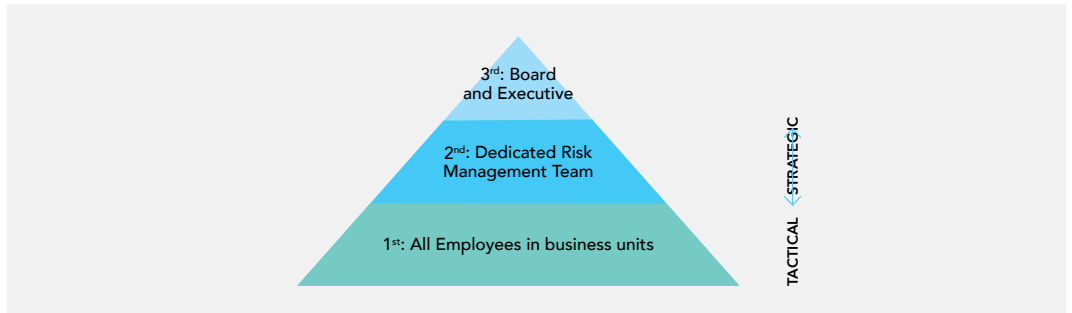 3rd: Board
and Executive
2nd: Dedicated Risk
Management Team
1st: All Employees in business units
STRATEGIC
TACTICAL